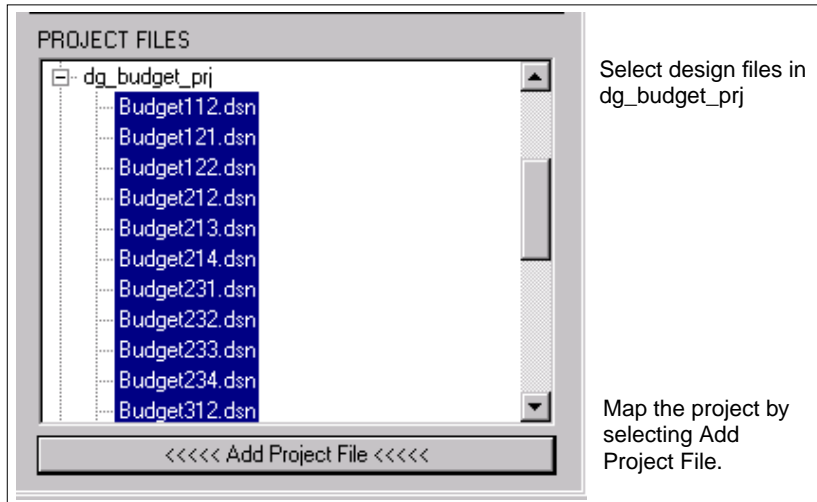 PROJECT FILES
dg_budget_prj
Budget112.dsn
Budget121.dsn
Budget122.dsn
Budget212.dsn
Budget213.dsn
Budget214.dsn
Budget231.dsn
Budget232.dsn
Budget233.dsn
Budget234.dsn
Budget312.dsn
<<<<< Add Project File <<<<<
Select design files in
dg_budget_prj
Map the project by
selecting Add
Project File.